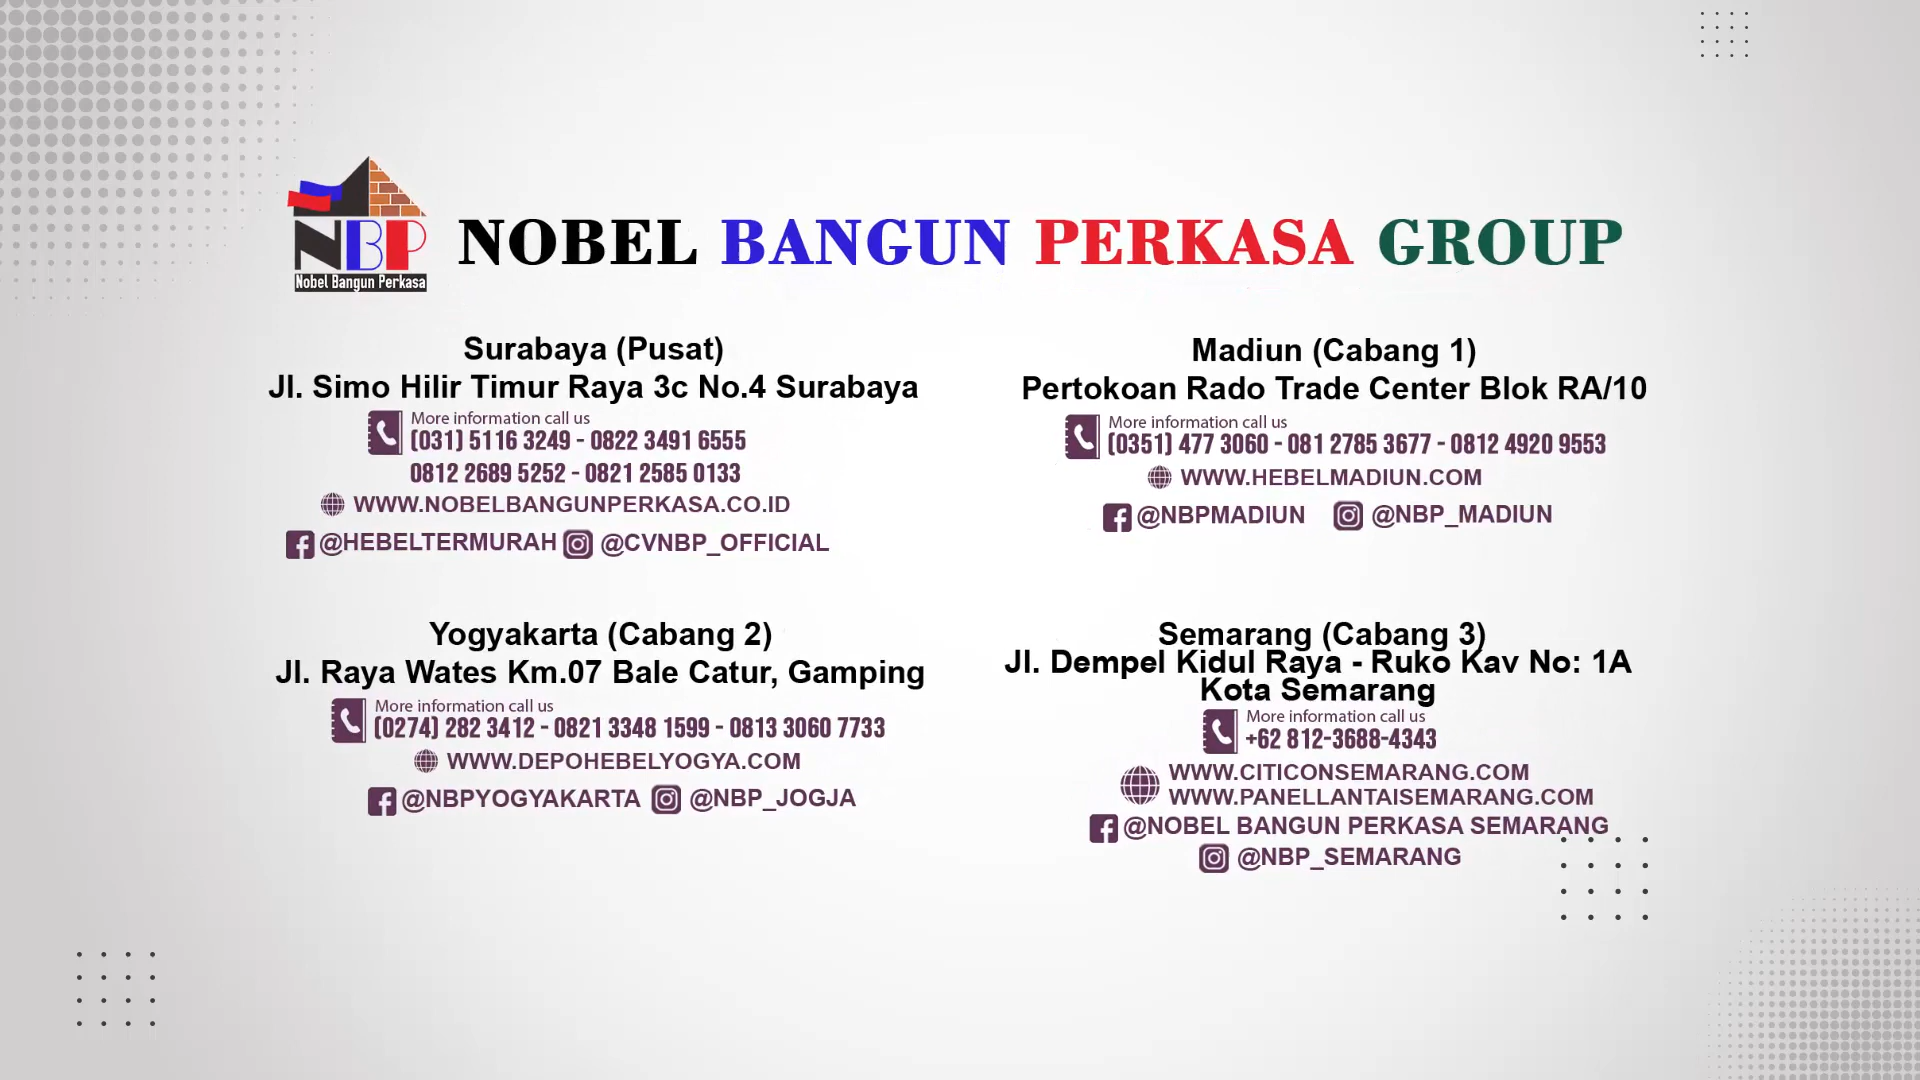 NBP
Nobel Bangun Perkasa
NOBEL BANGUN PERKASA GROUP
Surabaya (Pusat)
Jl. Simo Hilir Timur Raya 3c No.4 Surabaya
More information call us
(031) 5116 3249 - 0822 3491 6555
0812 2689 5252 - 0821 2585 0133
WWW.NOBELBANGUNPERKASA.CO.ID
@HEBELTERMURAH @CVNBP_OFFICIAL
Madiun (Cabang 1)
Pertokoan Rado Trade Center Blok RA/10
More information call us
(0351) 477 3060 - 081 2785 3677 - 0812 4920 9553
WWW.HEBELMADIUN.COM
@NBPMADIUN @NBP_MADIUN
Yogyakarta (Cabang 2)
Jl. Raya Wates Km.07 Bale Catur, Gamping
More information call us
(0274) 282 3412 - 0821 3348 1599 - 0813 3060 7733
WWW.DEPOHEBELYOGYA.COM
@NBPYOGYAKARTA @NBP_JOGJA
Semarang (Cabang 3)
Jl. Dempel Kidul Raya - Ruko Kav No: 1A
Kota Semarang
More information call us
+62 812-3688-4343
WWW.CITICONSEMARANG.COM
WWW.PANELLANTAISEMARANG.COM
@NOBEL BANGUN PERKASA SEMARANG
@NBP_SEMARANG